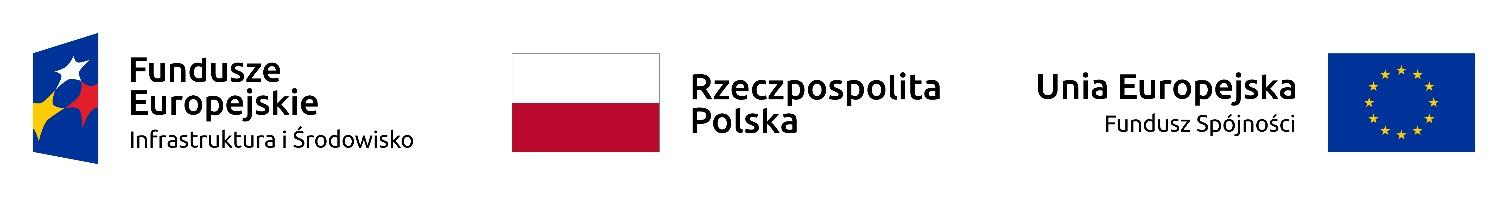 Fundusze
Europejskie
Infrastruktura i Środowisko
Rzeczpospolita
Polska
Unia Europejska
Fundusz Spójności